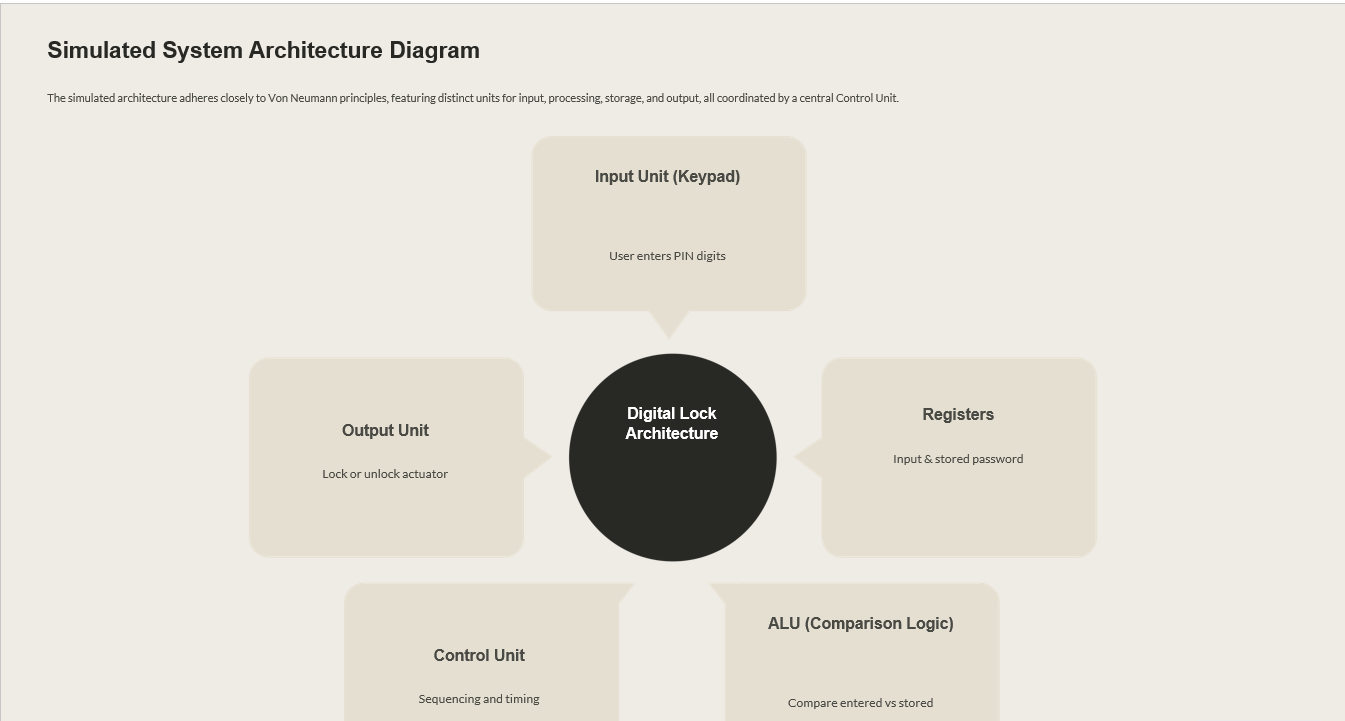 Simulated System Architecture Diagram
The simulated architecture adheres closely to Von Neumann principles, featuring distinct units for input, processing, storage, and output, all coordinated by a central Control Unit.
Input Unit (Keypad)
User enters PIN digits
Output Unit
Lock or unlock actuator
Digital Lock
Architecture
Registers
Input & stored password
Control Unit
Sequencing and timing
ALU (Comparison Logic)
Compare entered vs stored